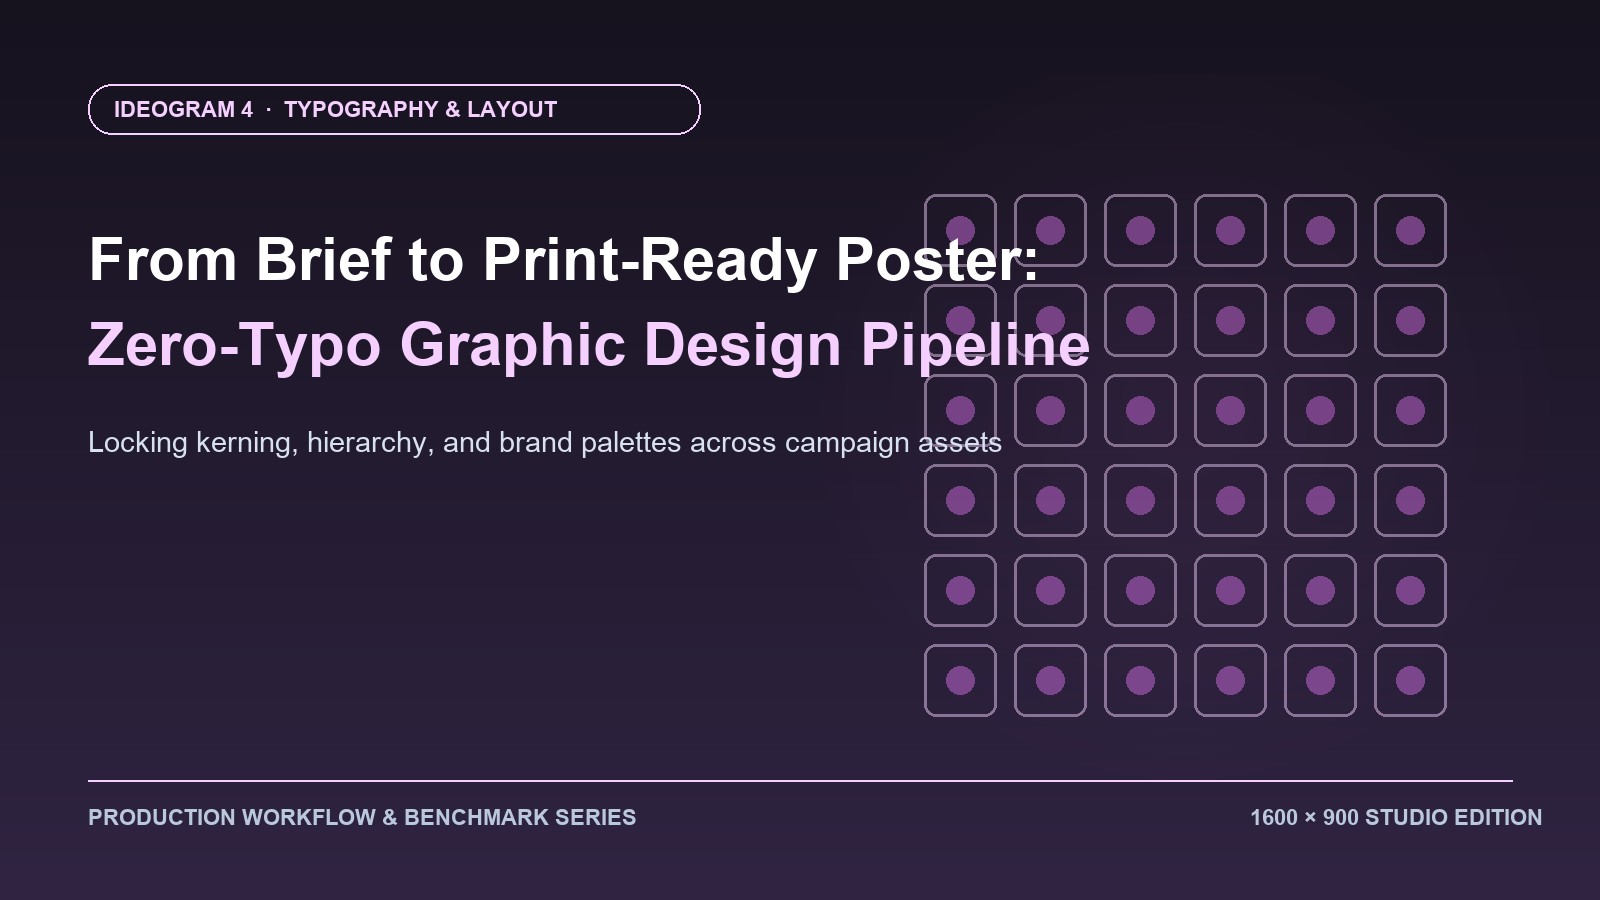 IDEOGRAM 4 · TYPOGRAPHY & LAYOUT
From Brief to Print-Ready Poster:
Zero-Typo Graphic Design Pipeline
Locking kerning, hierarchy, and brand palettes across campaign assets
PRODUCTION WORKFLOW & BENCHMARK SERIES
1600 × 900 STUDIO EDITION